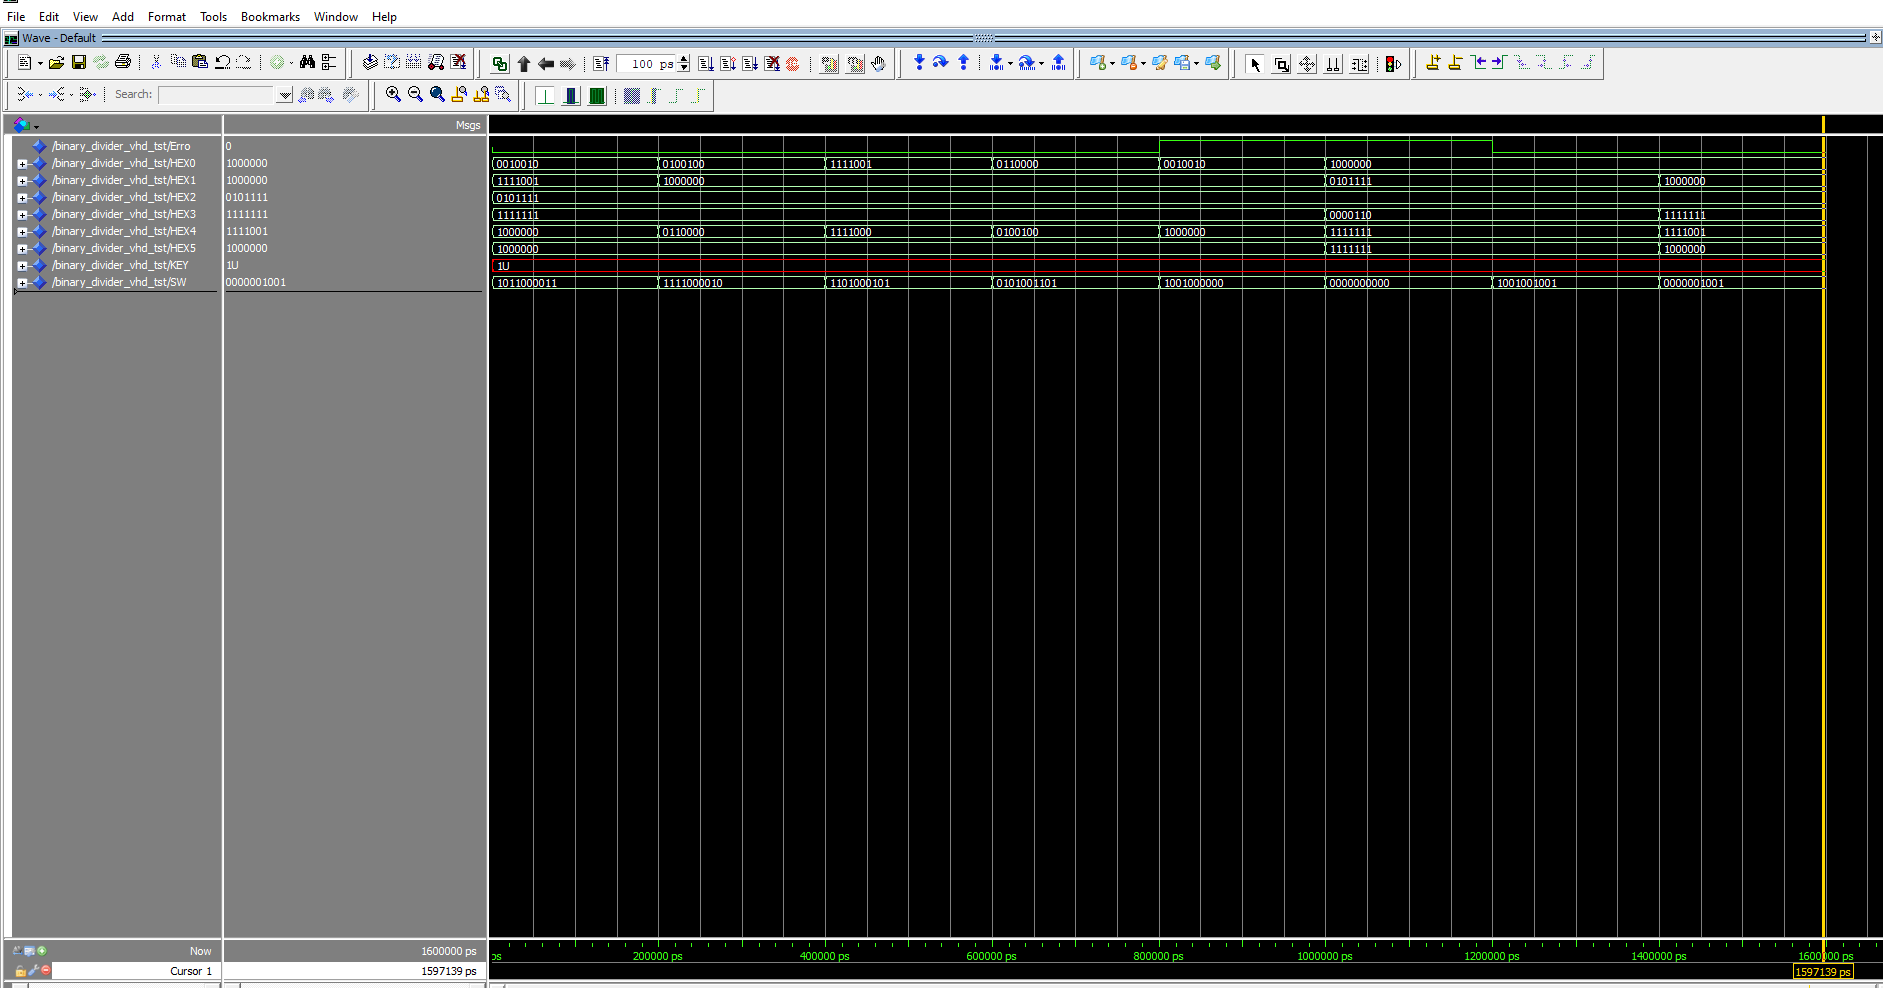 File Edit View Add Format Tools Bookmarks Window Help
Wave - Default
100 ps
Search:
Msgs
/binary_divider_vhd_tst/Erro 0
/binary_divider_vhd_tst/HEX0 1000000 0010010 0100100 1111001 0110000 0010010 1000000
/binary_divider_vhd_tst/HEX1 1000000 1111001 1000000 0101111 1000000
/binary_divider_vhd_tst/HEX2 0101111 0101111
/binary_divider_vhd_tst/HEX3 1111111 1111111 0000110 1111111
/binary_divider_vhd_tst/HEX4 1111001 1000000 0110000 1111000 0100100 1000000 1111111 1111001
/binary_divider_vhd_tst/HEX5 1000000 1000000 1111111 1000000
/binary_divider_vhd_tst/KEY 1U 1U
/binary_divider_vhd_tst/SW 0000001001 1011000011 1111000010 1101000101 0101001101 1001000000 0000000000 1001001001 0000001001
Now 1600000 ps ps 200000 ps 400000 ps 600000 ps 800000 ps 1000000 ps 1200000 ps 1400000 ps 1600000 ps
Cursor 1 1597139 ps 1597139 ps